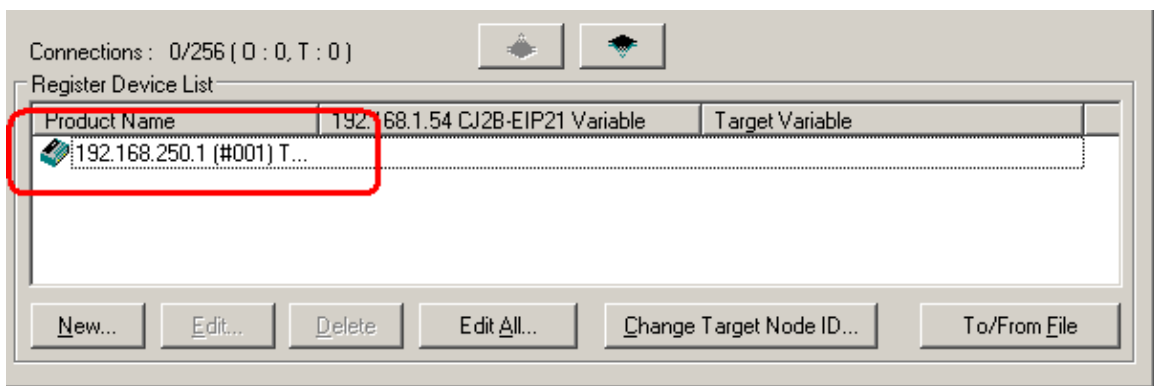 Connections : 0/256 ( O : 0, T : 0 )
Register Device List
Product Name 192.168.1.54 CJ2B-EIP21 Variable Target Variable
192.168.250.1 (#001) T...
New... Edit... Delete Edit All... Change Target Node ID... To/From File